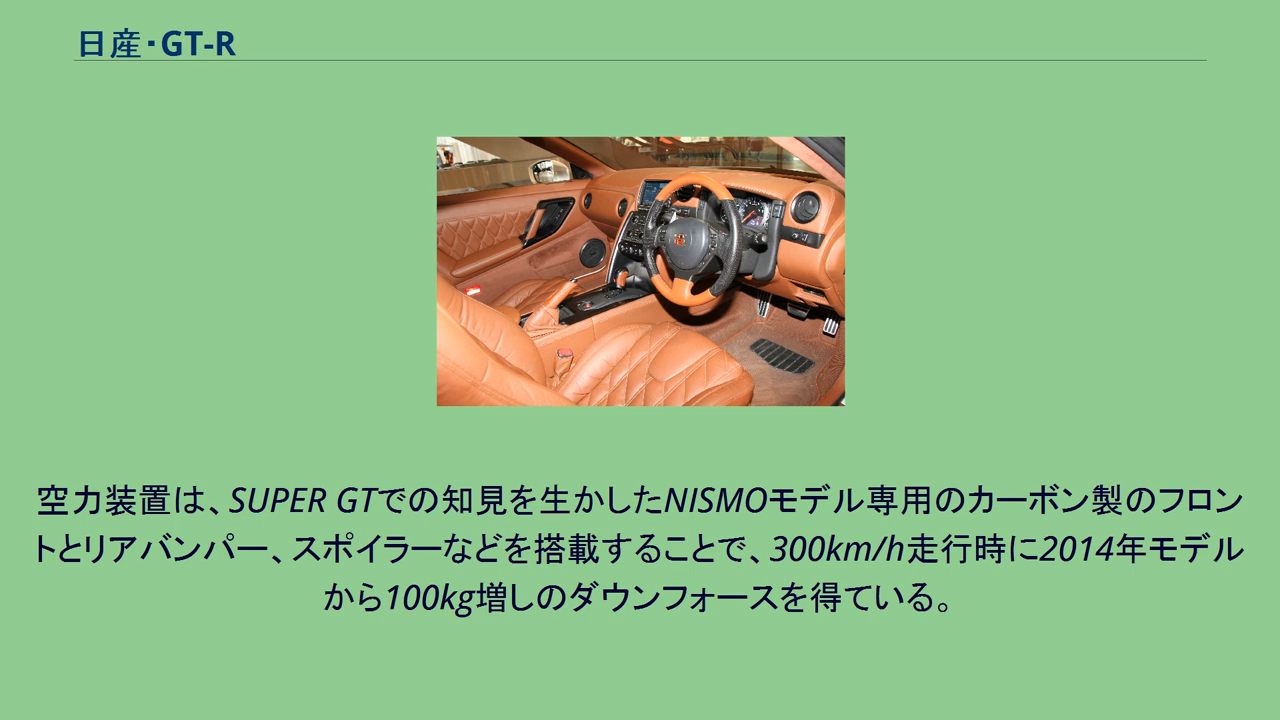 日産・GT-R
空力装置は、SUPER GTでの知見を生かしたNISMOモデル専用のカーボン製のフロン
トとリアバンパー、スポイラーなどを搭載することで、300km/h走行時に2014年モデル
から100kg増しのダウンフォースを得ている。